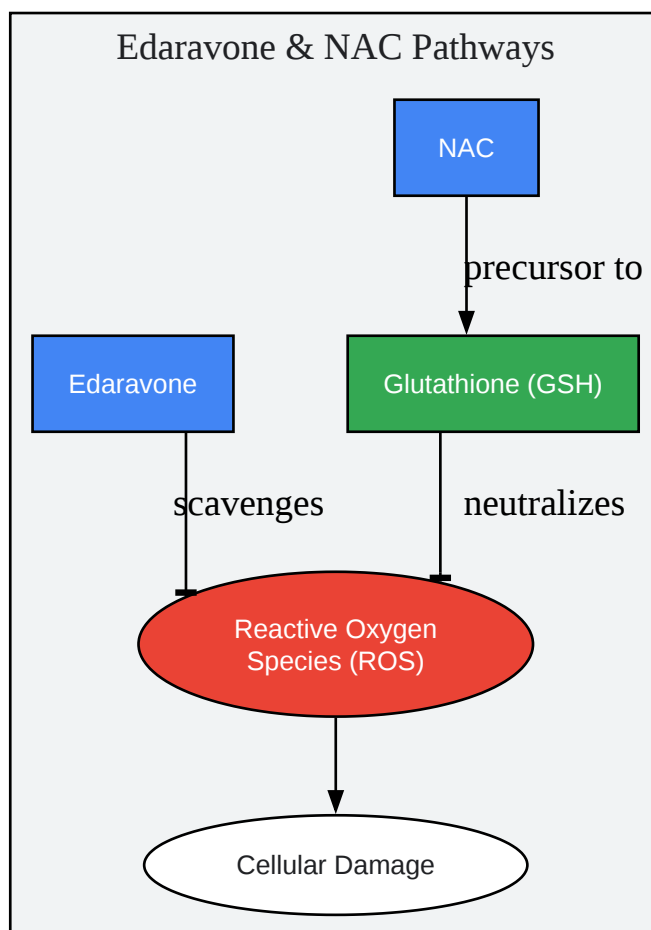 Edaravone & NAC Pathways
NAC
precursor to
Edaravone
Glutathione (GSH)
scavenges
neutralizes
Reactive Oxygen
Species (ROS)
Cellular Damage